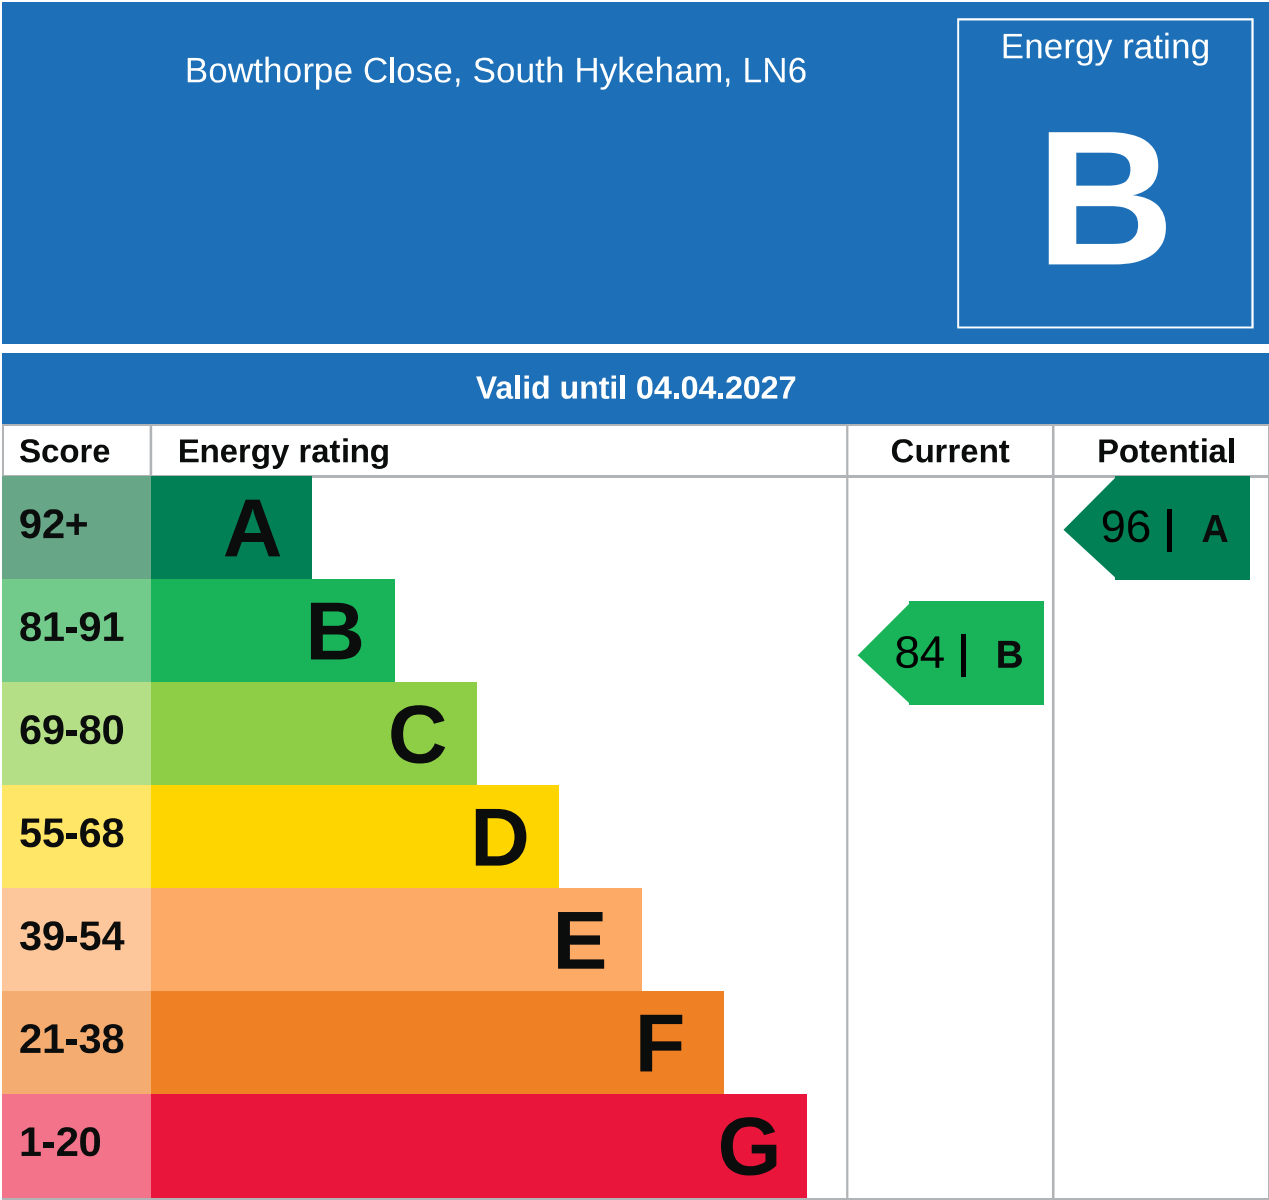 Bowthorpe Close, South Hykeham, LN6
Energy rating
B
Valid until 04.04.2027
Score Energy rating Current Potential
92+ A 96 | A
81-91 B 84 | B
69-80 C
55-68 D
39-54 E
21-38 F
1-20 G